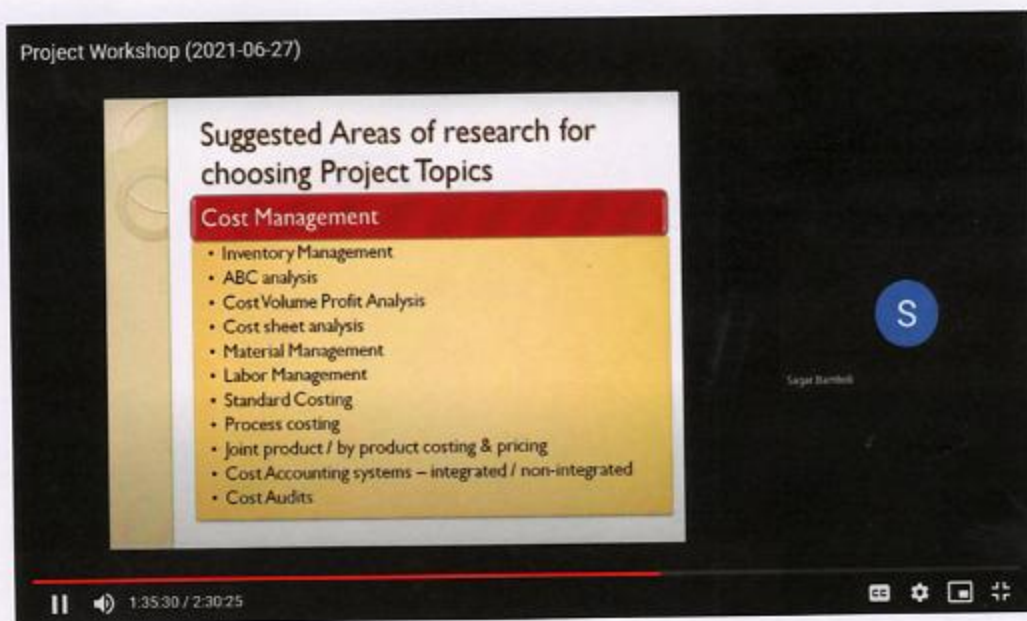 Project Workshop (2021-06-27)
Suggested Areas of research for
choosing Project Topics
Cost Management
• Inventory Management
• ABC analysis
• Cost Volume Profit Analysis
• Cost sheet analysis
• Material Management
• Labor Management
• Standard Costing
• Process costing
• Joint product / by product costing & pricing
• Cost Accounting systems – integrated / non-integrated
• Cost Audits
S
Sagar
1:35:30 / 2:30:25
CC